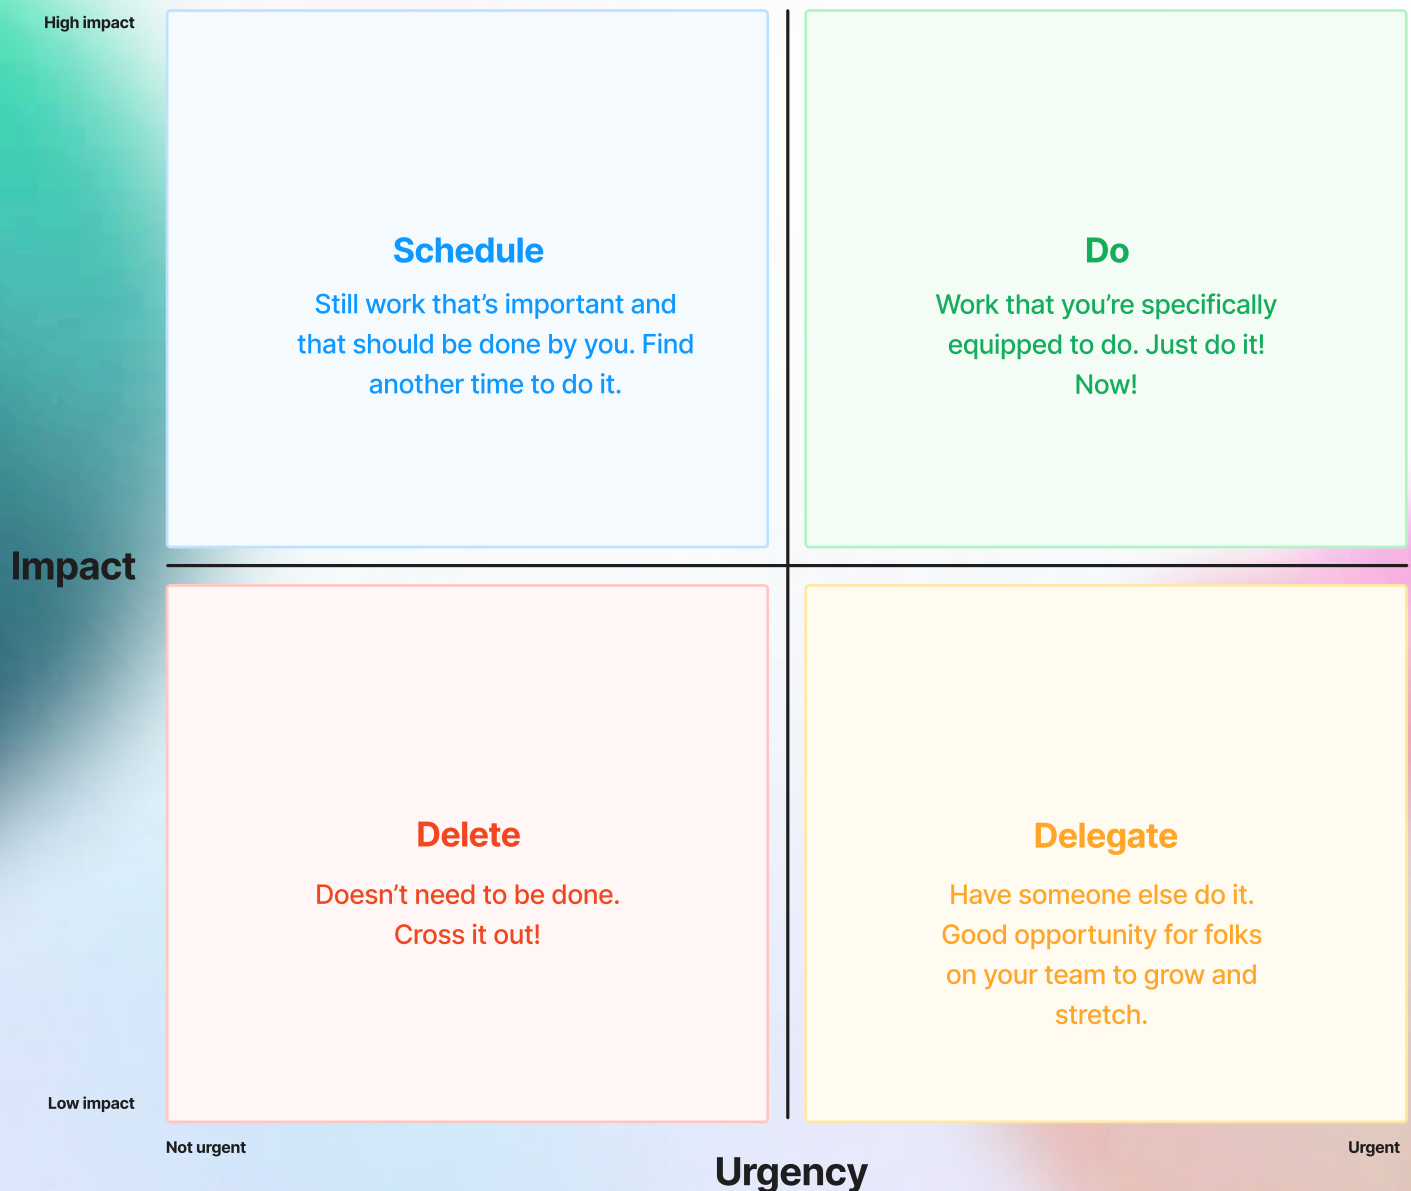 High impact
Schedule
Still work that’s important and
that should be done by you. Find
another time to do it.
Do
Work that you’re specifically
equipped to do. Just do it!
Now!
Impact
Delete
Doesn’t need to be done.
Cross it out!
Delegate
Have someone else do it.
Good opportunity for folks
on your team to grow and
stretch.
Low impact
Not urgent
Urgent
Urgency